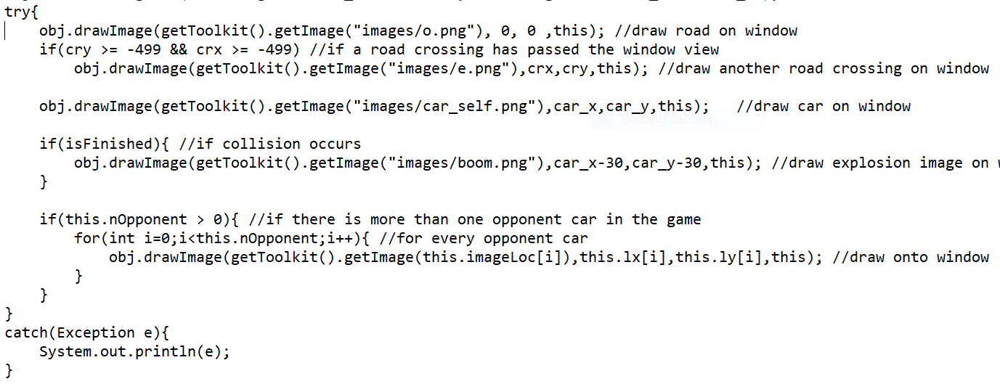 try{
    obj.drawImage(getToolkit().getImage("images/o.png"), 0, 0 ,this); //draw road on window
    if(cry >= -499 && crx >= -499) //if a road crossing has passed the window view
        obj.drawImage(getToolkit().getImage("images/e.png"),crx,cry,this); //draw another road crossing on window
    obj.drawImage(getToolkit().getImage("images/car_self.png"),car_x,car_y,this);   //draw car on window
Rectangular Snip
    if(isFinished){ //if collision occurs
        obj.drawImage(getToolkit().getImage("images/boom.png"),car_x-30,car_y-30,this); //draw explosion image on
    }
    if(this.nOpponent > 0){ //if there is more than one opponent car in the game
        for(int i=0;i<this.nOpponent;i++){ //for every opponent car
            obj.drawImage(getToolkit().getImage(this.imageLoc[i]),this.lx[i],this.ly[i],this); //draw onto window
        }
    }
}
catch(Exception e){
    System.out.println(e);
}